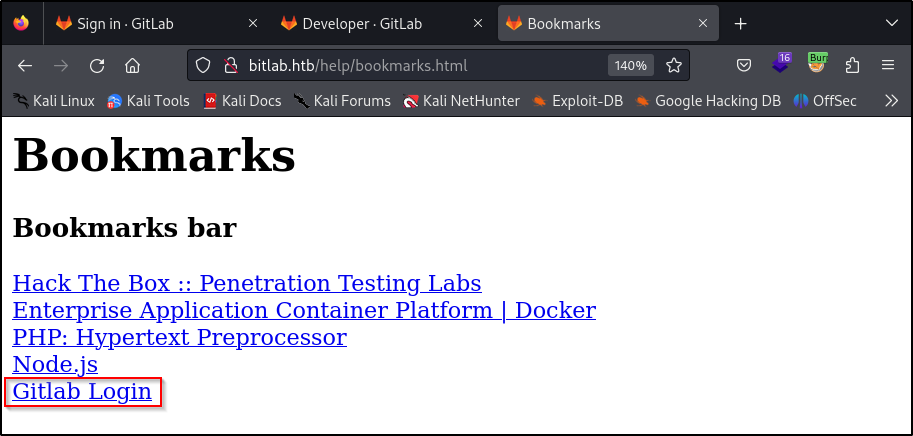 Sign in · GitLab
Developer · GitLab
Bookmarks
bitlab.htb/help/bookmarks.html
140%
16
Bur
Kali Linux
Kali Tools
Kali Docs
Kali Forums
Kali NetHunter
Exploit-DB
Google Hacking DB
OffSec
Bookmarks
Bookmarks bar
Hack The Box :: Penetration Testing Labs
Enterprise Application Container Platform | Docker
PHP: Hypertext Preprocessor
Node.js
Gitlab Login